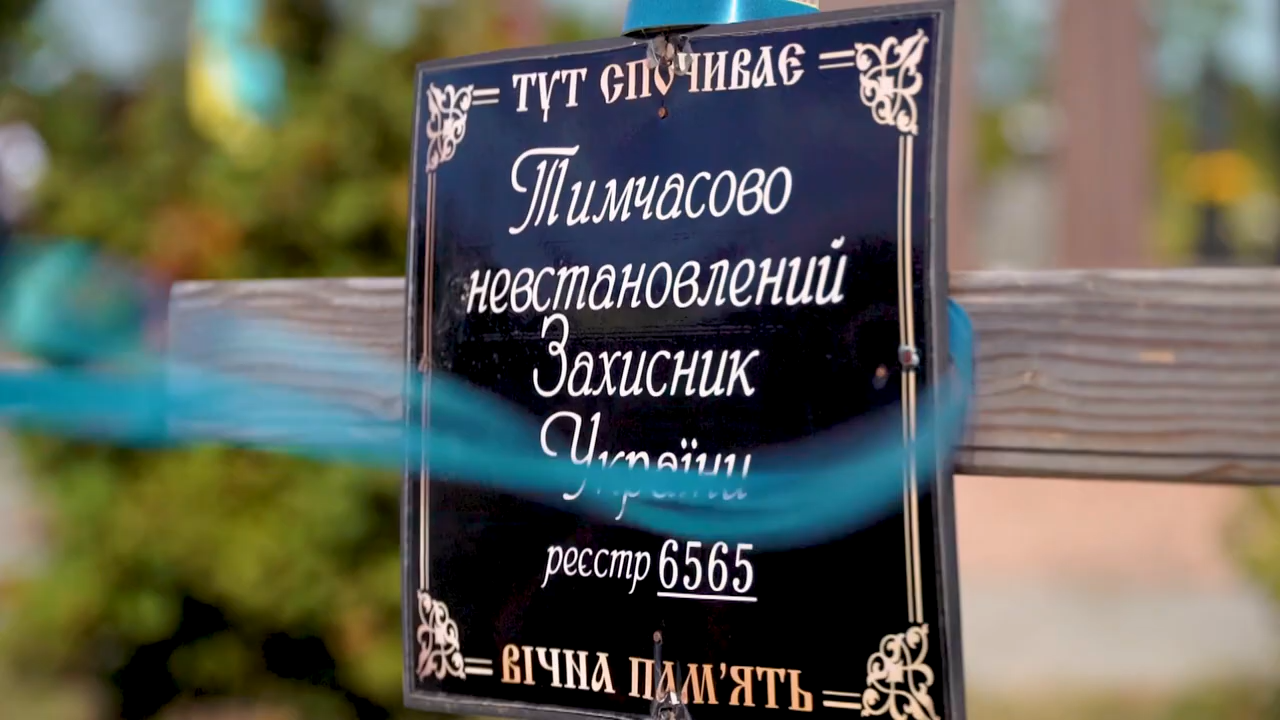 ТУТ СПОЧИВАЄ
Тимчасово
невстановлений
Захисник
України
реєстр 6565
ВІЧНА ПАМ'ЯТЬ